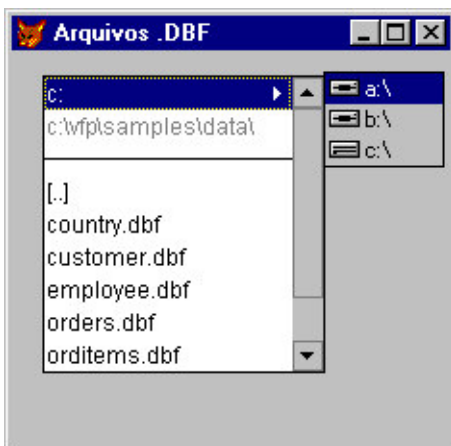 Arquivos .DBF
c:
a:\
b:\
c:\
c:\vfp\samples\data\
[..]
country.dbf
customer.dbf
employee.dbf
orders.dbf
orditems.dbf